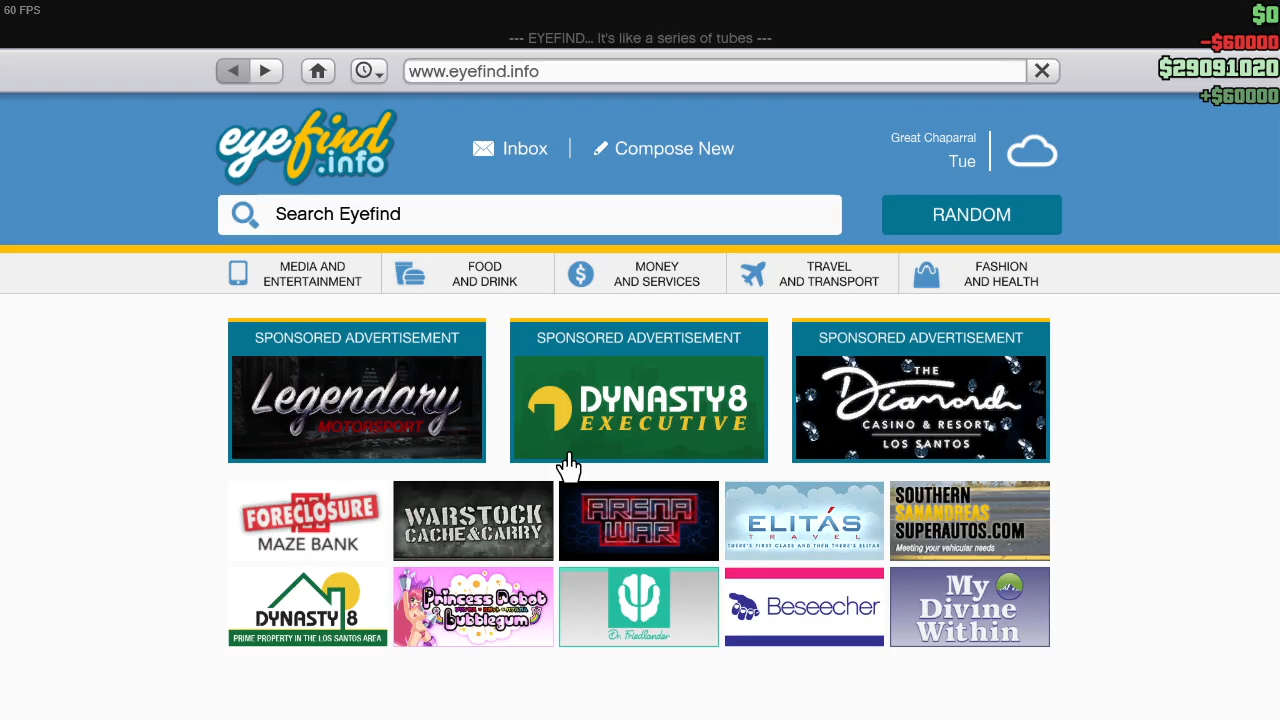 60 FPS
$0
--- EYEFIND... It's like a series of tubes ---
-$60000
www.eyefind.info
$29091020
+$60000
eyefind
.info
Inbox
Compose New
Great Chaparral
Tue
Search Eyefind
RANDOM
MEDIA AND
ENTERTAINMENT
FOOD
AND DRINK
MONEY
AND SERVICES
TRAVEL
AND TRANSPORT
FASHION
AND HEALTH
SPONSORED ADVERTISEMENT
Legendary
MOTORSPORT
SPONSORED ADVERTISEMENT
DYNASTY8
EXECUTIVE
SPONSORED ADVERTISEMENT
THE
Diamond
CASINO & RESORT
LOS SANTOS
FORECLOSURE
MAZE BANK
WARSTOCK
CACHE&CARRY
ARENA
WAR
ELITÁS
TRAVEL
THERE'S FIRST CLASS AND THEN THERE'S ELITAS
SOUTHERN
SANANDREAS
SUPERAUTOS.COM
Meeting your vehicular needs
DYNASTY 8
PRIME PROPERTY IN THE LOS SANTOS AREA
Princess Robot
Bubblegum
Dr. Friedlander
Beseecher
My
Divine
Within